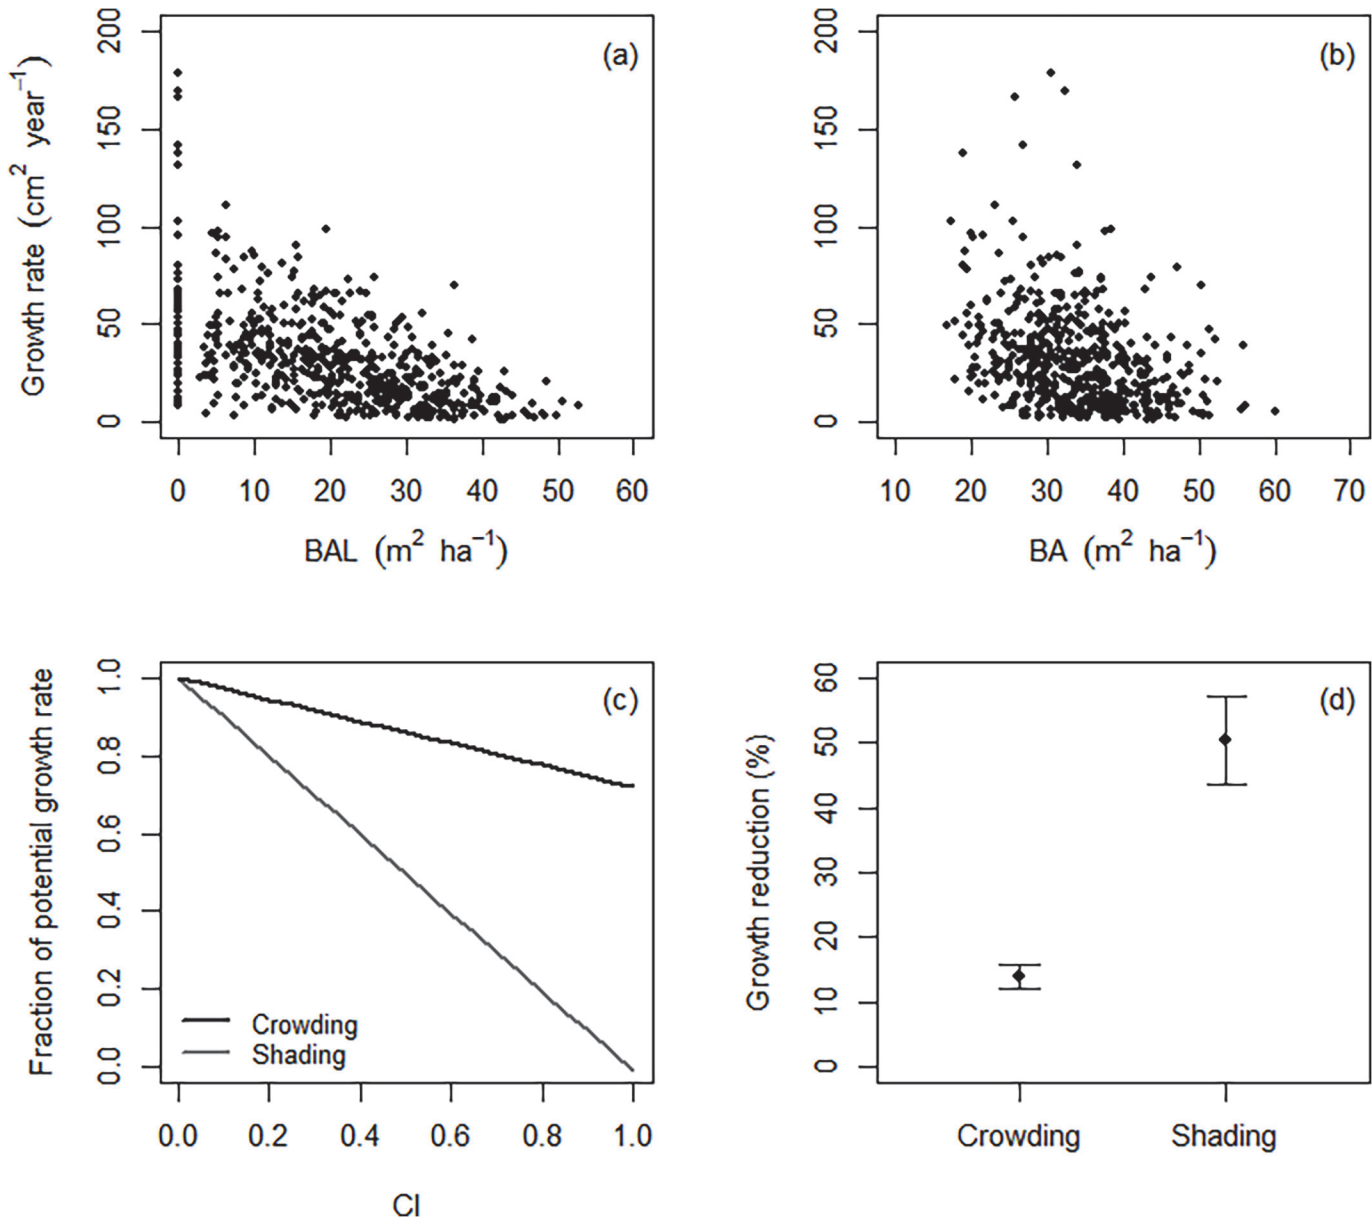 (a)
Growth rate (cm² year⁻¹)
0 50 100 150 200
0 10 20 30 40 50 60
BAL (m² ha⁻¹)
(b)
0 50 100 150 200
10 20 30 40 50 60 70
BA (m² ha⁻¹)
(c)
Fraction of potential growth rate
0.0 0.2 0.4 0.6 0.8 1.0
Crowding
Shading
0.0 0.2 0.4 0.6 0.8 1.0
CI
(d)
Growth reduction (%)
0 10 20 30 40 50 60
Crowding Shading